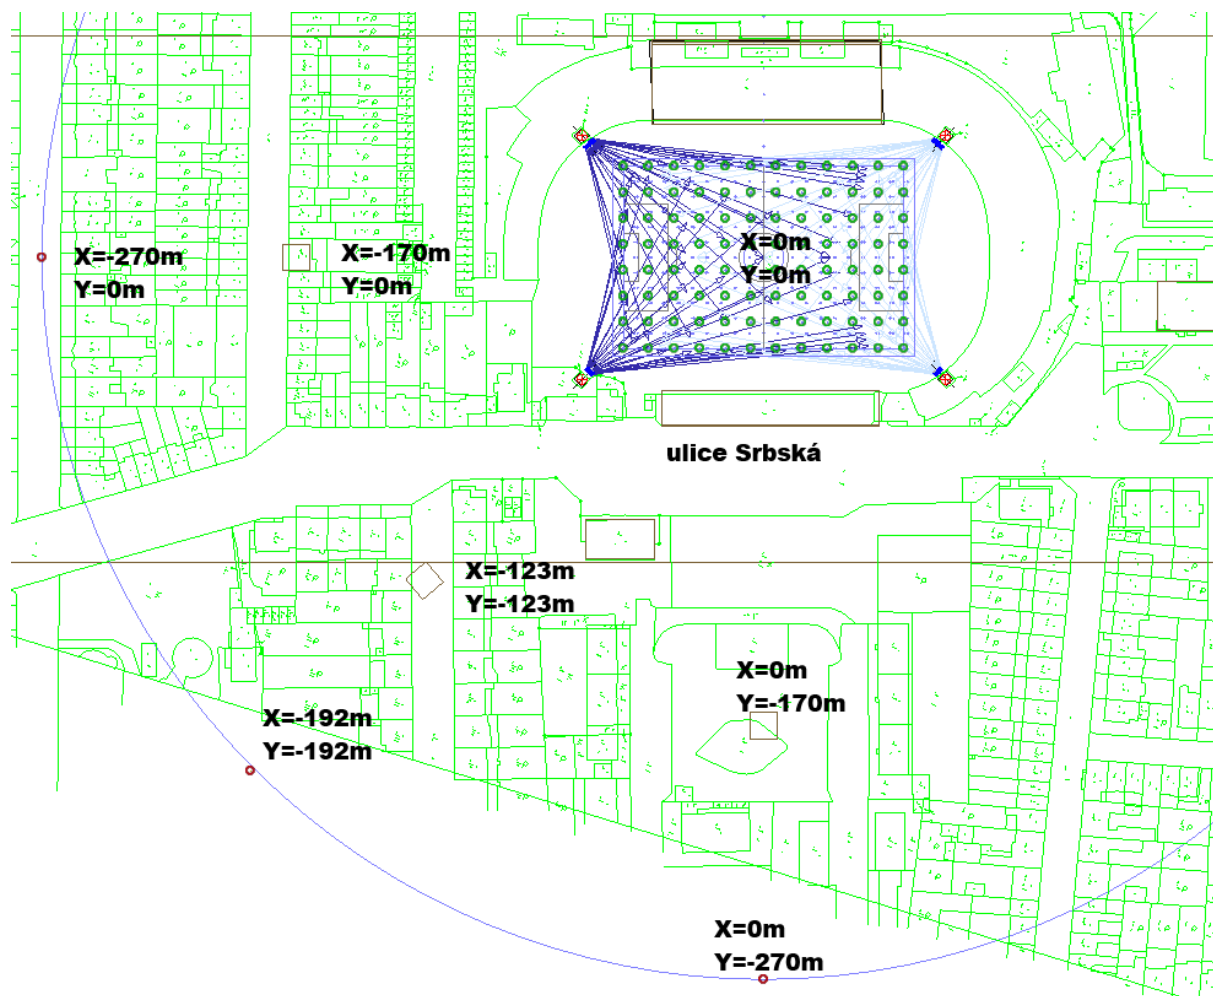 X=0m
Y=0m
X=-270m
Y=0m
X=-170m
Y=0m
ulice Srbská
X=-123m
Y=-123m
X=0m
Y=-170m
X=-192m
Y=-192m
X=0m
Y=-270m